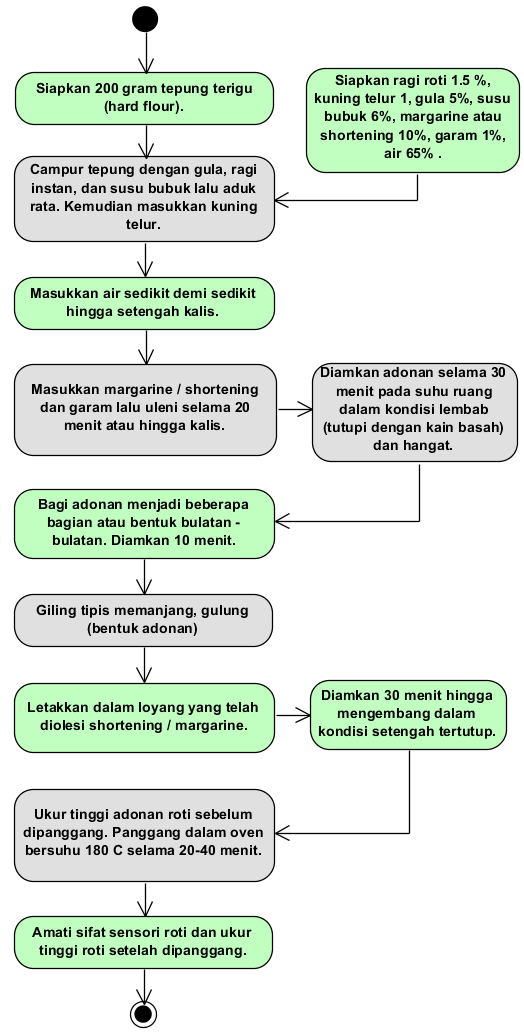 Siapkan 200 gram tepung terigu
(hard flour).
Siapkan ragi roti 1.5 %,
kuning telur 1, gula 5%, susu
bubuk 6%, margarine atau
shortening 10%, garam 1%,
air 65% .
Campur tepung dengan gula, ragi
instan, dan susu bubuk lalu aduk
rata. Kemudian masukkan kuning
telur.
Masukkan air sedikit demi sedikit
hingga setengah kalis.
Masukkan margarine / shortening
dan garam lalu uleni selama 20
menit atau hingga kalis.
Diamkan adonan selama 30
menit pada suhu ruang
dalam kondisi lembab
(tutupi dengan kain basah)
dan hangat.
Bagi adonan menjadi beberapa
bagian atau bentuk bulatan -
bulatan. Diamkan 10 menit.
Giling tipis memanjang, gulung
(bentuk adonan)
Letakkan dalam loyang yang telah
diolesi shortening / margarine.
Diamkan 30 menit hingga
mengembang dalam
kondisi setengah tertutup.
Ukur tinggi adonan roti sebelum
dipanggang. Panggang dalam oven
bersuhu 180 C selama 20-40 menit.
Amati sifat sensori roti dan ukur
tinggi roti setelah dipanggang.